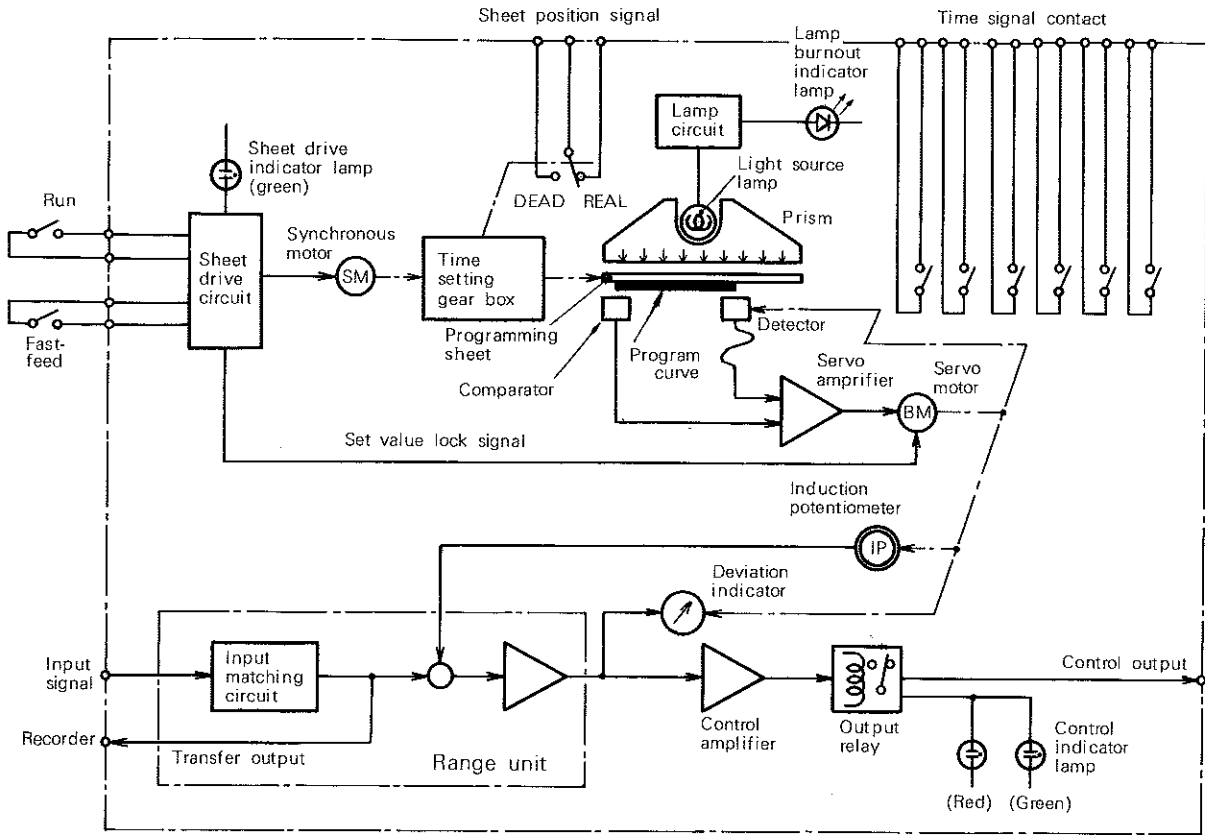 Sheet position signal
Time signal contact
Lamp
burnout
indicator
lamp
Lamp
circuit
Sheet drive
indicator lamp
(green)
Light source
lamp
DEAD
REAL
Prism
Run
Synchronous
motor
Sheet
drive
circuit
SM
Time
setting
gear box
Fast-
feed
Programming
sheet
Program
curve
Detector
Comparator
Servo
amprifier
Servo
motor
BM
Set value lock signal
Induction
potentiometer
IP
Deviation
indicator
Input
signal
Input
matching
circuit
Control output
Recorder
Transfer output
Range unit
Control
amplifier
Output
relay
Control
indicator
lamp
(Red)
(Green)